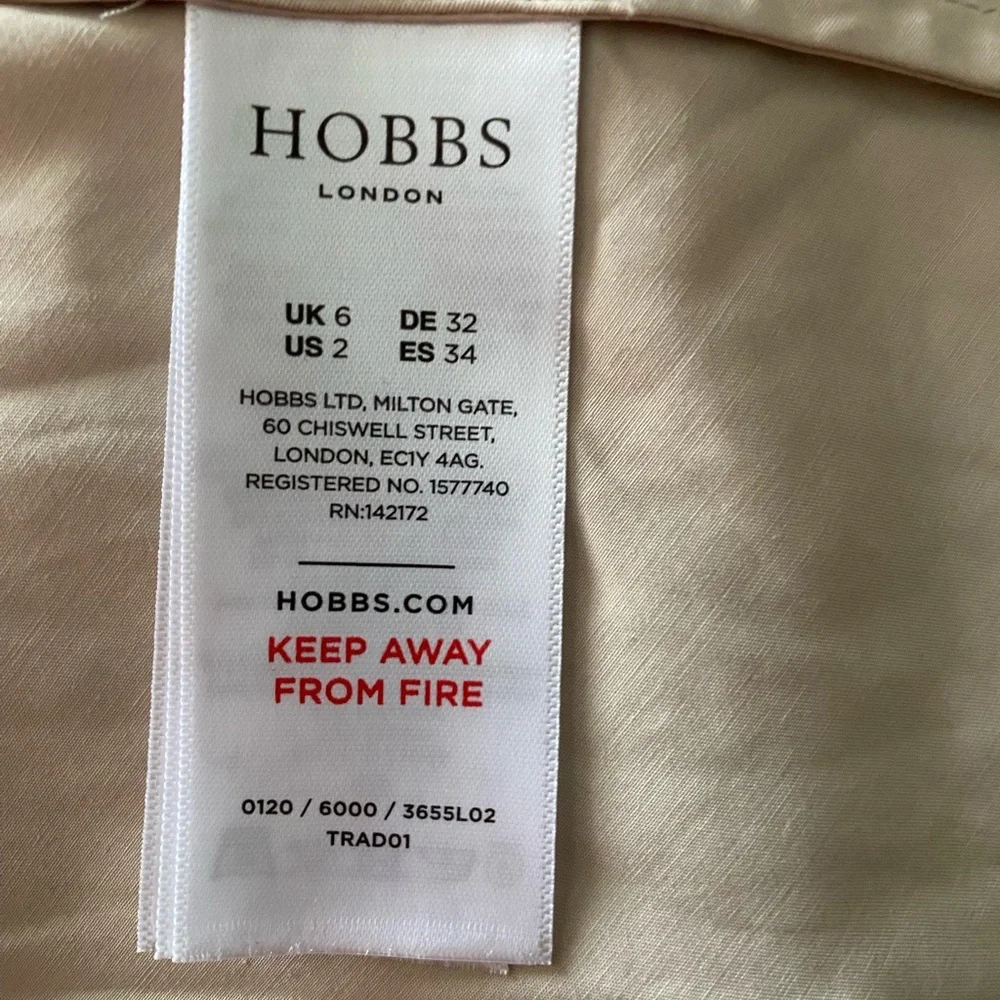 HOBBS
LONDON
UK 6 DE 32
US 2 ES 34
HOBBS LTD, MILTON GATE,
60 CHISWELL STREET,
LONDON, EC1Y 4AG.
REGISTERED NO. 1577740
RN:142172
HOBBS.COM
KEEP AWAY
FROM FIRE
0120 / 6000 / 3655L02
TRAD01